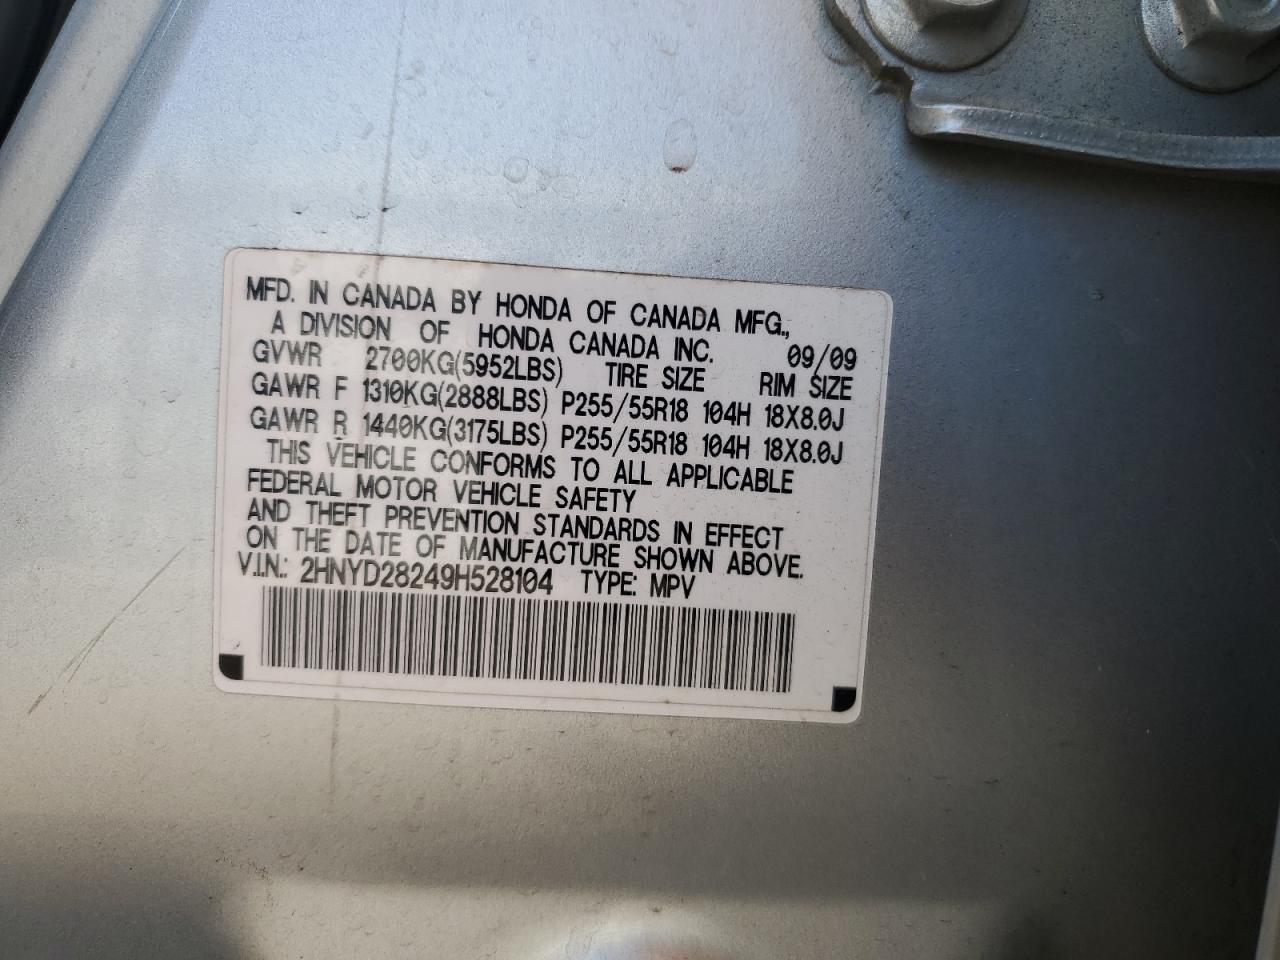 MFD. IN CANADA BY HONDA OF CANADA MFG.,
A DIVISION OF HONDA CANADA INC. 09/09
GVWR 2700KG(5952LBS) TIRE SIZE RIM SIZE
GAWR F 1310KG(2888LBS) P255/55R18 104H 18X8.0J
GAWR R 1440KG(3175LBS) P255/55R18 104H 18X8.0J
THIS VEHICLE CONFORMS TO ALL APPLICABLE
FEDERAL MOTOR VEHICLE SAFETY
AND THEFT PREVENTION STANDARDS IN EFFECT
ON THE DATE OF MANUFACTURE SHOWN ABOVE.
V.I.N.: 2HNYD28249H528104 TYPE: MPV